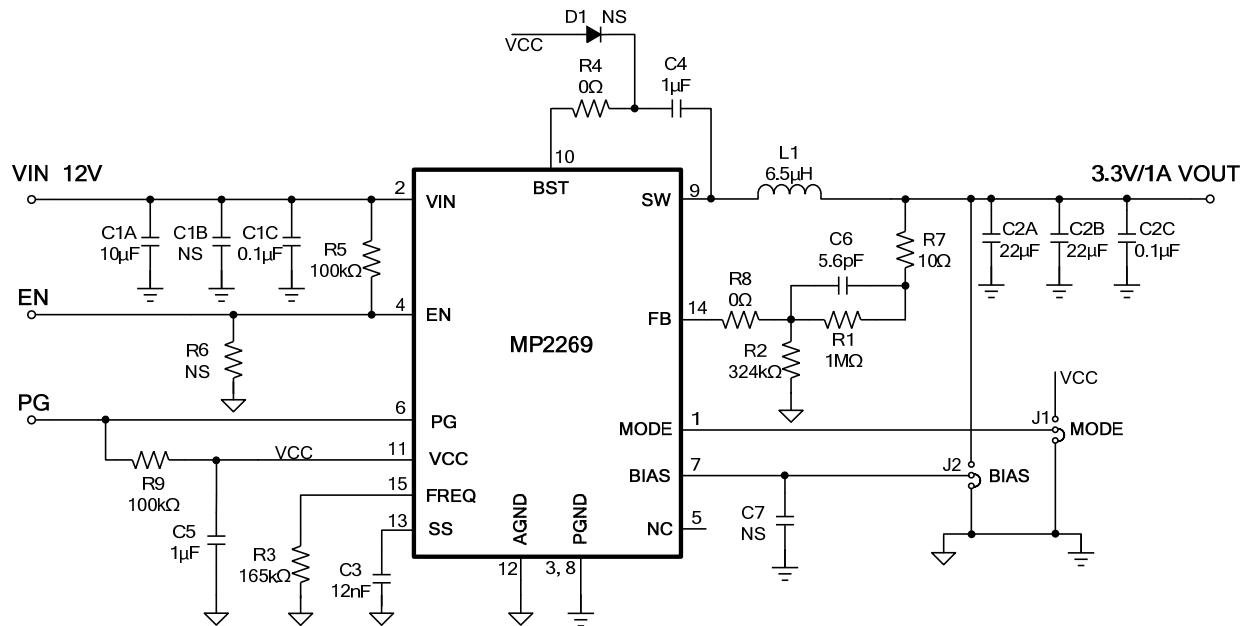 D1 NS
VCC
R4
0Ω
C4
1µF
10
BST
VIN 12V
2
VIN
C1A
10µF
C1B
NS
C1C
0.1µF
R5
100kΩ
EN
4
EN
R6
NS
PG
6
PG
R9
100kΩ
VCC
11
VCC
C5
1µF
15
FREQ
R3
165kΩ
13
SS
C3
12nF
MP2269
AGND
12
PGND
3, 8
SW
9
L1
6.5µH
3.3V/1A VOUT
C2A
22µF
C2B
22µF
C2C
0.1µF
R7
10Ω
C6
5.6pF
FB
14
R8
0Ω
R1
1MΩ
R2
324kΩ
MODE
1
VCC
J1
MODE
BIAS
7
J2
BIAS
C7
NS
NC
5